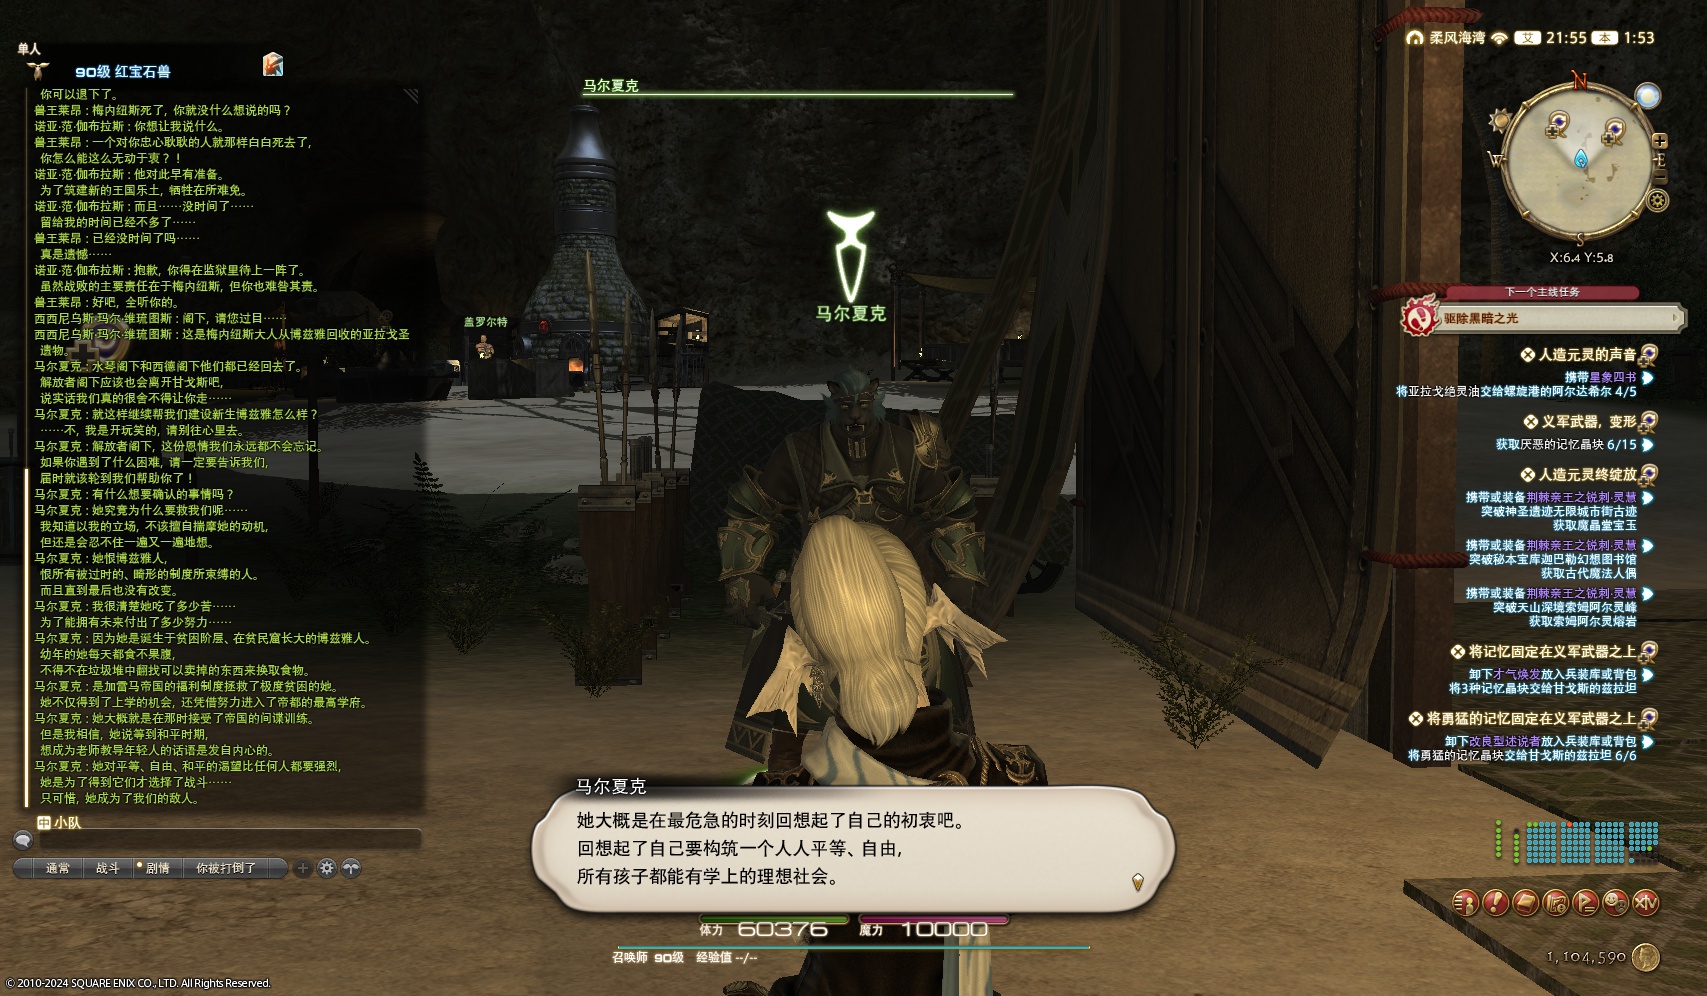 单人
90级 红宝石兽
你可以退下了。
兽王莱昂：梅内纽斯死了，你就没什么想说的吗？
诺亚·范·伽布拉斯：你想让我说什么。
兽王莱昂：一个对你忠心耿耿的人就那样白白死去了，
你怎么能这么无动于衷？！
诺亚·范·伽布拉斯：他对此早有准备。
为了筑建新的王国乐土，牺牲在所难免。
诺亚·范·伽布拉斯：而且……没时间了……
留给我的时间已经不多了……
兽王莱昂：已经没时间了吗……
真是遗憾……
诺亚·范·伽布拉斯：抱歉，你得在监狱里待上一阵了。
虽然战败的主要责任在于梅内纽斯，但你也难咎其责。
兽王莱昂：好吧，全听你的。
西西尼乌斯·玛尔·维琉图斯：阁下，请您过目……
西西尼乌斯·玛尔·维琉图斯：这是梅内纽斯大人从博兹雅回收的亚拉戈圣
遗物。
马尔夏克：水琴阁下和西德阁下他们都已经回去了。
解放者阁下应该也会离开甘戈斯吧，
说实话我们真的很舍不得让你走……
马尔夏克：就这样继续帮我们建设新生博兹雅怎么样？
……不，我是开玩笑的，请别往心里去。
马尔夏克：解放者阁下，这份恩情我们永远都不会忘记。
如果你遇到了什么困难，请一定要告诉我们，
届时就该轮到我们帮助你了！
马尔夏克：有什么想要确认的事情吗？
马尔夏克：她究竟为什么要救我们呢……
我知道以我的立场，不该擅自揣摩她的动机，
但还是会忍不住一遍又一遍地想。
马尔夏克：她恨博兹雅人，
恨所有被过时的、畸形的制度所束缚的人。
而且直到最后也没有改变。
马尔夏克：我很清楚她吃了多少苦……
为了能拥有未来付出了多少努力……
马尔夏克：因为她是诞生于贫困阶层、在贫民窟长大的博兹雅人。
幼年的她每天都食不果腹，
不得不在垃圾堆中翻找可以卖掉的东西来换取食物。
马尔夏克：是加雷马帝国的福利制度拯救了极度贫困的她。
她不仅得到了上学的机会，还凭借努力进入了帝都的最高学府。
马尔夏克：她大概就是在那时接受了帝国的间谍训练。
但是我相信，她说等到和平时期，
想成为老师教导年轻人的话语是发自内心的。
马尔夏克：她对平等、自由、和平的渴望比任何人都要强烈，
她是为了得到它们才选择了战斗……
只可惜，她成为了我们的敌人。
小队
通常 战斗 剧情 你被打倒了
© 2010-2024 SQUARE ENIX CO., LTD. All Rights Reserved.
马尔夏克
盖罗尔特
马尔夏克
马尔夏克
她大概是在最危急的时刻回想起了自己的初衷吧。
回想起了自己要构筑一个人人平等、自由，
所有孩子都能有学上的理想社会。
体力 60376 魔力 10000
召唤师 90级 经验值 --/--
柔风海湾 艾 21:55 本 1:53
N
W E
S
X:6.4 Y:5.8
下一个主线任务
驱除黑暗之光
人造元灵的声音
携带星象四书
将亚拉戈绝灵油交给螺旋港的阿尔达希尔 4/5
义军武器，变形
获取厌恶的记忆晶块 6/15
人造元灵终绽放
携带或装备荆棘亲王之锐刺·灵慧
突破神圣遗迹无限城市街古迹
获取魔晶堂宝玉
携带或装备荆棘亲王之锐刺·灵慧
突破秘本宝库迦巴勒幻想图书馆
获取古代魔法人偶
携带或装备荆棘亲王之锐刺·灵慧
突破天山深境索姆阿尔灵峰
获取索姆阿尔灵熔岩
将记忆固定在义军武器之上
卸下才气焕发放入兵装库或背包
将3种记忆晶块交给甘戈斯的兹拉坦
将勇猛的记忆固定在义军武器之上
卸下改良型述说者放入兵装库或背包
将勇猛的记忆晶块交给甘戈斯的兹拉坦 6/6
XIV
1,104,590